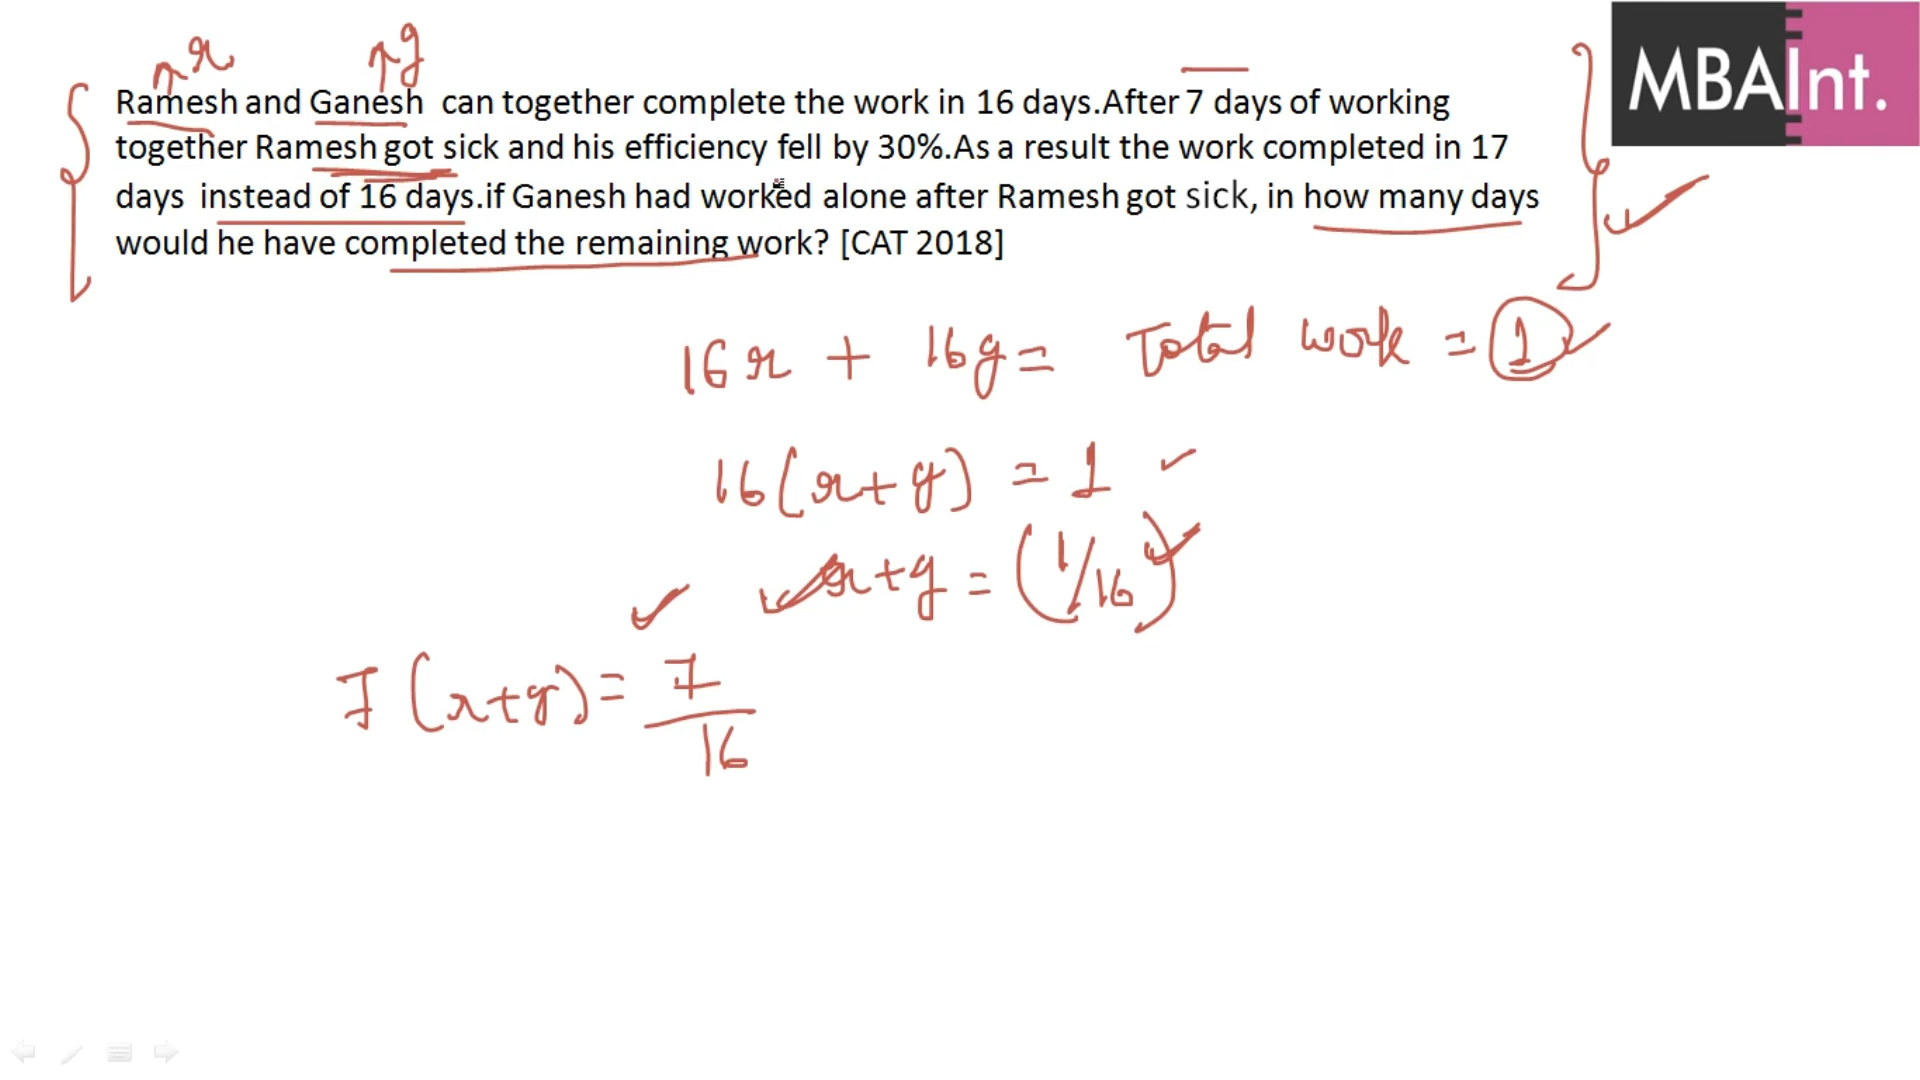 r g
MBAInt.
Ramesh and Ganesh can together complete the work in 16 days.After 7 days of working
together Ramesh got sick and his efficiency fell by 30%.As a result the work completed in 17
days instead of 16 days.if Ganesh had worked alone after Ramesh got sick, in how many days
would he have completed the remaining work? [CAT 2018]
16r + 16g = Total work = 1
16(r+g) = 1
r+g = (1/16)
7(r+g) = 7/16